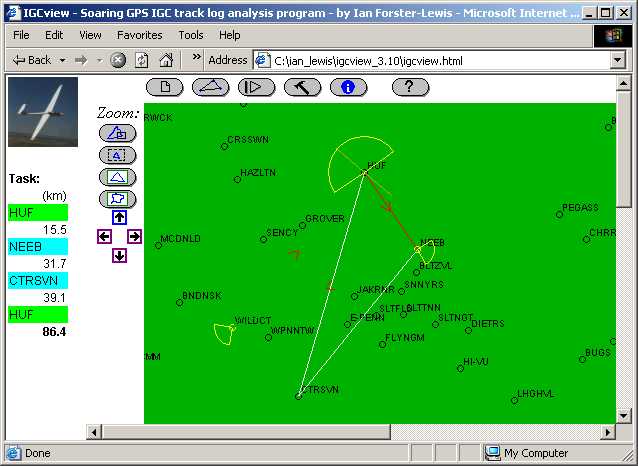 IGCview - Soaring GPS IGC track log analysis program - by Ian Forster-Lewis - Microsoft Internet ...
File Edit View Favorites Tools Help
Back Address C:\ian_lewis\igcview_3.10\igcview.html
Zoom:
A
i
?
Task:
(km)
HUF
15.5
NEEB
31.7
CTRSVN
39.1
HUF
86.4
RWCK
CRSSWN
HUF
HAZLTN
PEGASS
GROVER
SENCY
MCDNLD
NEEB
CHRR
BLTZVL
SNNYRS
JAKRNR
BNDNSK
BLTTNN
WILDCT
E-PENN
SLTNGT
WPNNTW
DIETRS
FLYNGM
MM
HI-VU
BUGS
CTRSVN
LHGHVL
Done My Computer